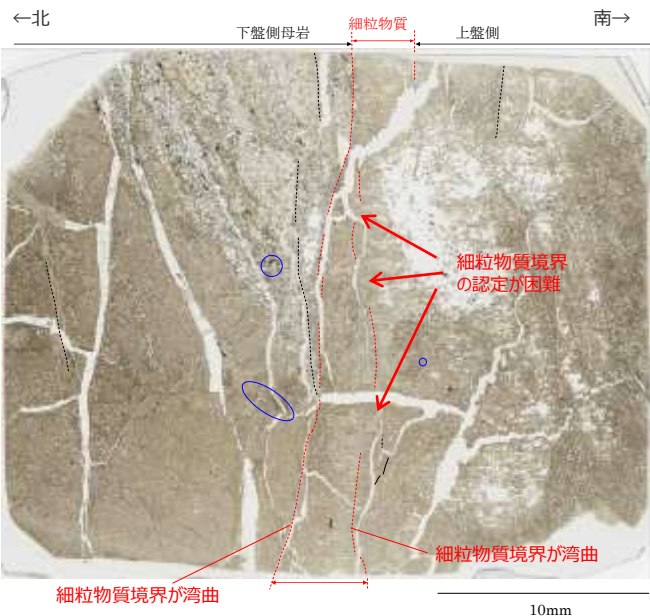 ←北
南→
下盤側母岩
細粒物質
上盤側
細粒物質境界
の認定が困難
細粒物質境界が湾曲
細粒物質境界が湾曲
10mm